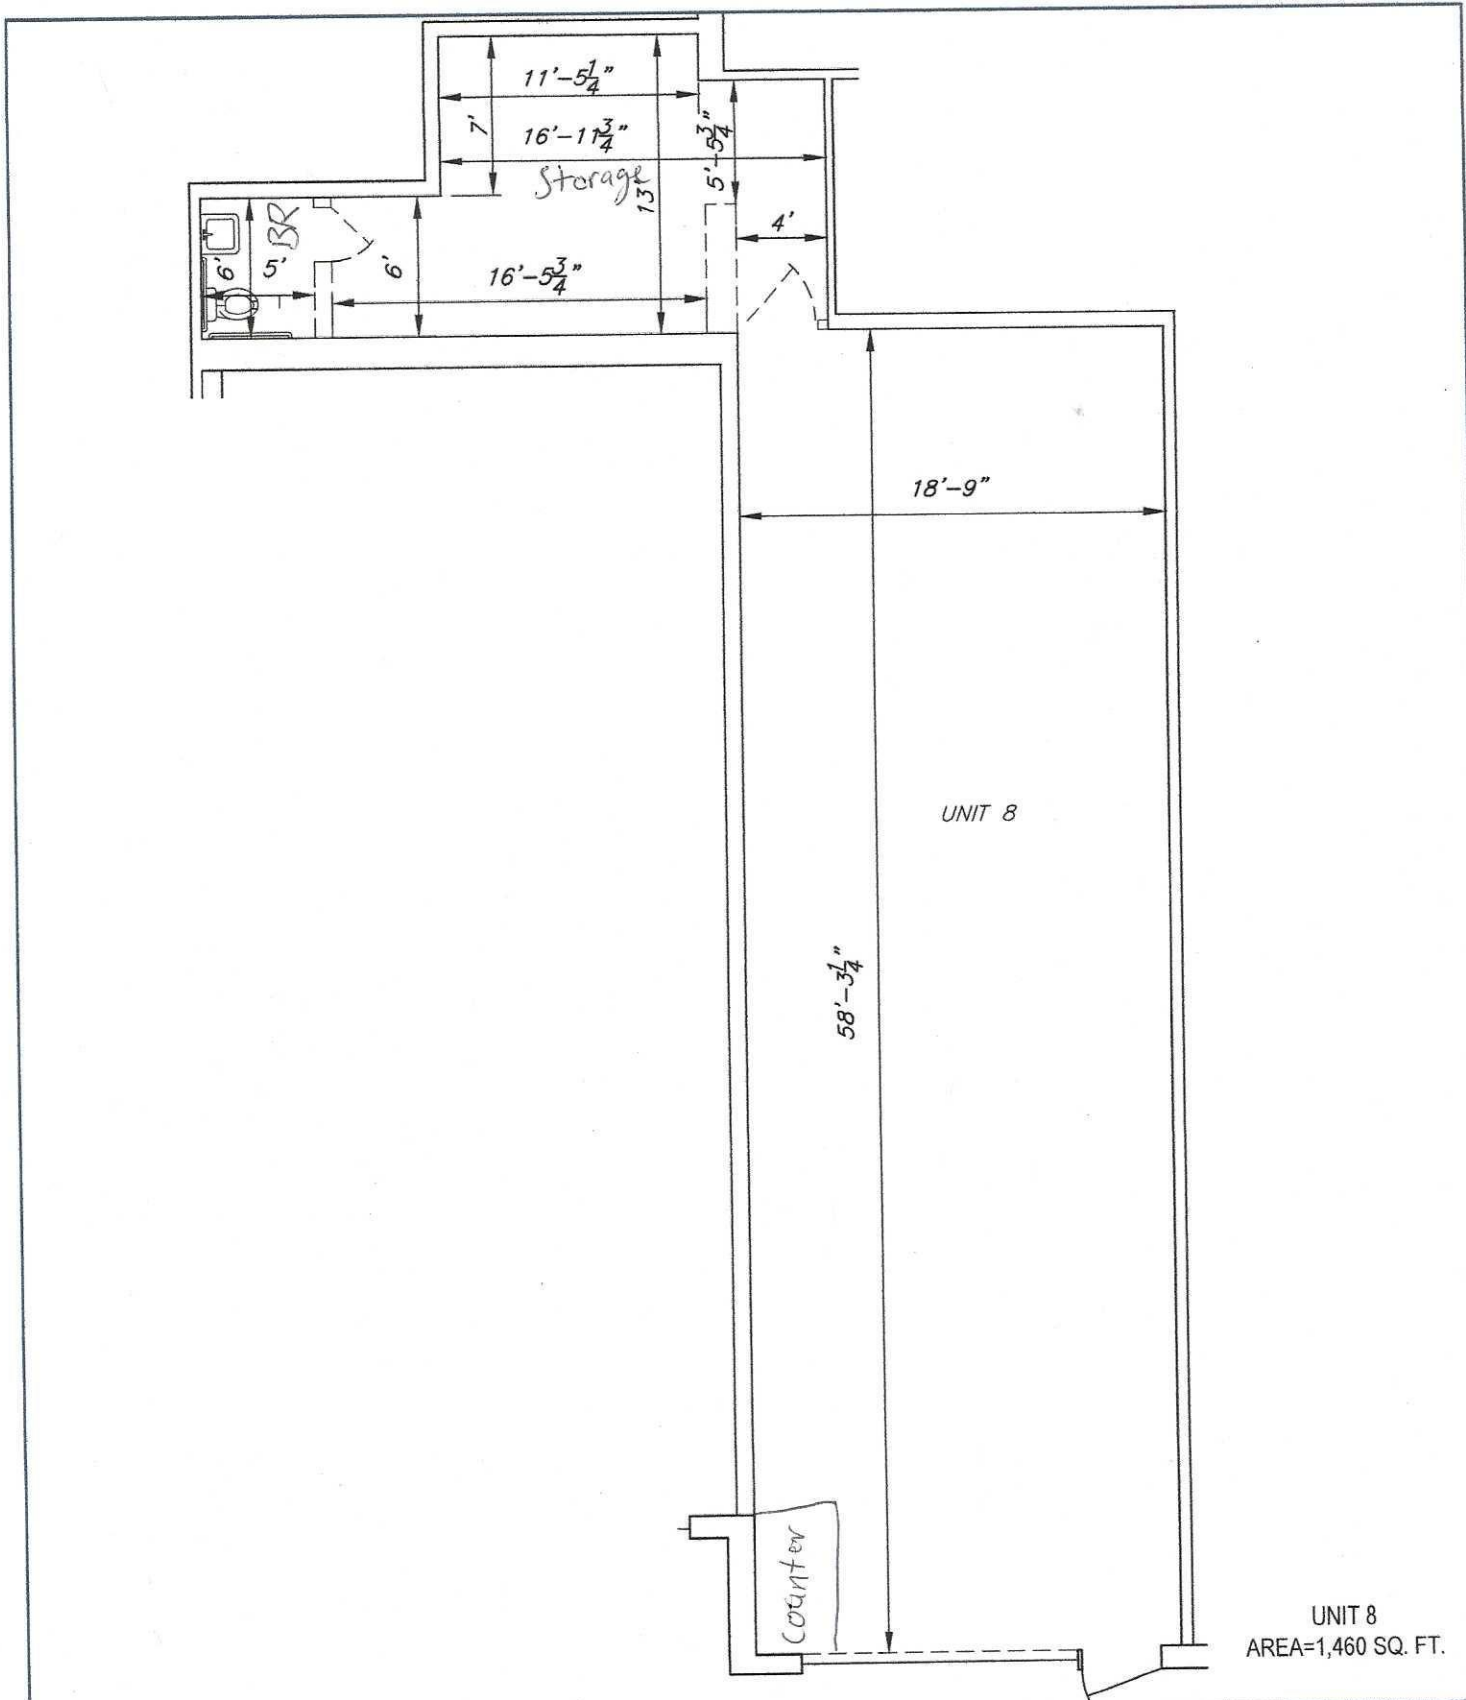 11'-5 1/4"
7'
16'-11 3/4"
5'-5 3/4"
Storage
13'
BR
4'
6'
5'
6'
16'-5 3/4"
18'-9"
UNIT 8
58'-3 1/4"
Counter
UNIT 8
AREA=1,460 SQ. FT.